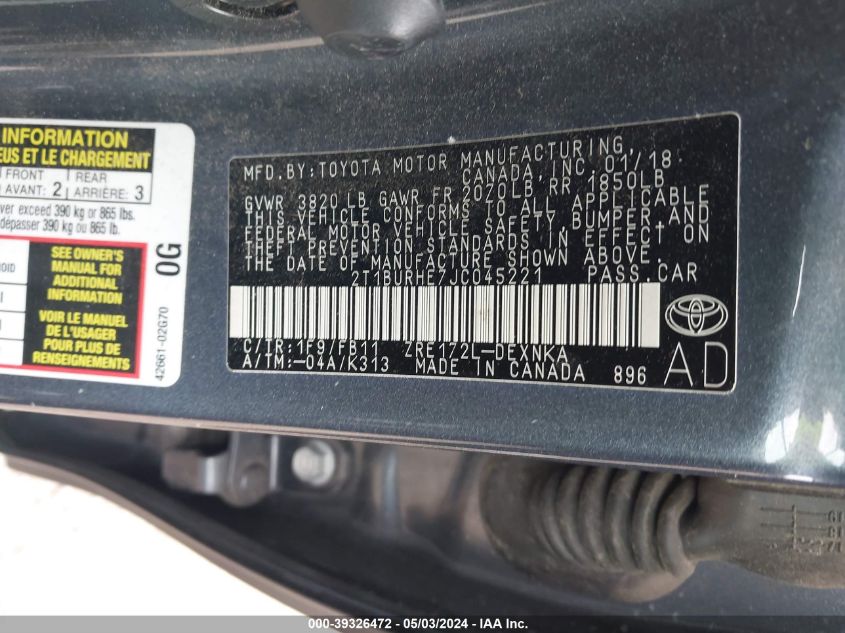 INFORMATION
EUS ET LE CHARGEMENT
FRONT
AVANT: 2
REAR
ARRIÈRE: 3
ver exceed 390 kg or 865 lbs.
dépasser 390 kg ou 865 lb.
SEE OWNER'S
MANUAL FOR
ADDITIONAL
INFORMATION
VOIR LE MANUEL
DE L'USAGER
POUR PLUS DE
RENSEIGNEMENTS
0G
42661-02G70
MFD.BY:TOYOTA MOTOR MANUFACTURING,
CANADA, INC. 01/18
GVWR 3820 LB GAWR FR 2070LB RR 1850LB
THIS VEHICLE CONFORMS TO ALL APPLICABLE
FEDERAL MOTOR VEHICLE SAFETY, BUMPER AND
THEFT PREVENTION STANDARDS IN EFFECT ON
THE DATE OF MANUFACTURE SHOWN ABOVE.
2T1BURHE7JC045221 PASS.CAR
C/TR:1F9/FB11 ZRE172L-DEXNKA
A/TM:-04A/K313 MADE IN CANADA 896
AD
000-39326472 - 05/03/2024 - IAAI.com